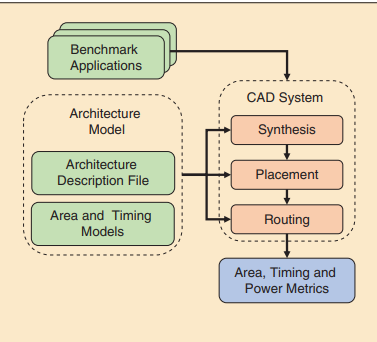 Benchmark
Applications
CAD System
Architecture
Model
Synthesis
Architecture
Description File
Placement
Area and Timing
Models
Routing
Area, Timing and
Power Metrics